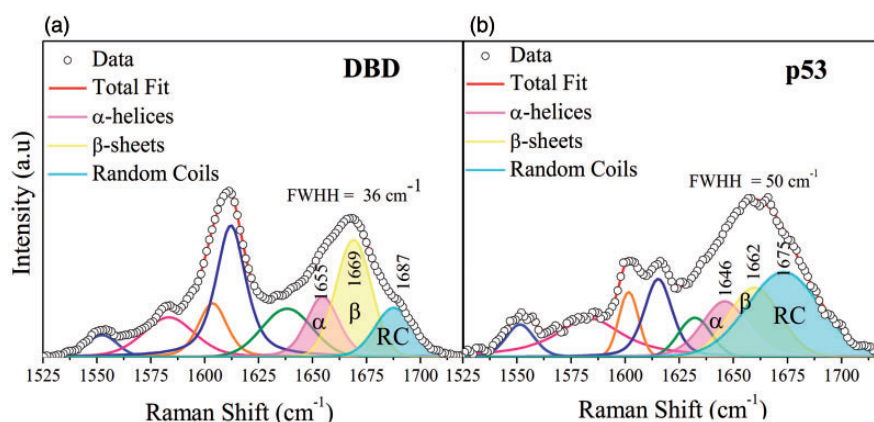 (a)
DBD
Data
Total Fit
α-helices
β-sheets
Random Coils
FWHH = 36 cm⁻¹
1655
1669
1687
α
β
RC
Intensity (a.u)
1525
1550
1575
1600
1625
1650
1675
1700
Raman Shift (cm⁻¹)
(b)
p53
Data
Total Fit
α-helices
β-sheets
Random Coils
FWHH = 50 cm⁻¹
1646
1662
1675
α
β
RC
1525
1550
1575
1600
1625
1650
1675
1700
Raman Shift (cm⁻¹)